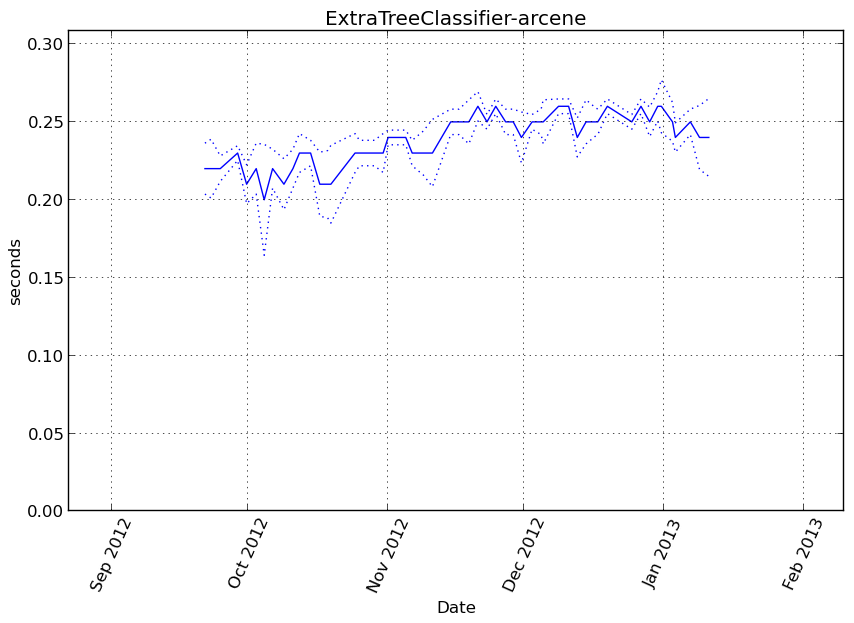 ExtraTreeClassifier-arcene
0.30
0.25
0.20
0.15
0.10
0.05
0.00
seconds
Sep 2012
Oct 2012
Nov 2012
Dec 2012
Jan 2013
Feb 2013
Date